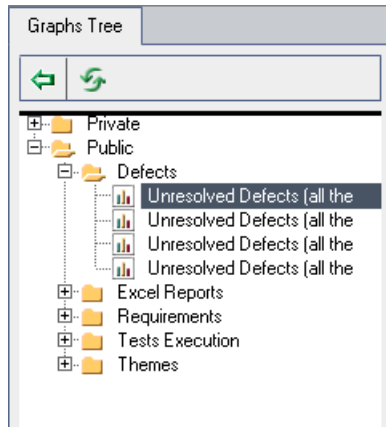 Graphs Tree
Private
Public
Defects
Unresolved Defects (all the
Unresolved Defects (all the
Unresolved Defects (all the
Unresolved Defects (all the
Excel Reports
Requirements
Tests Execution
Themes